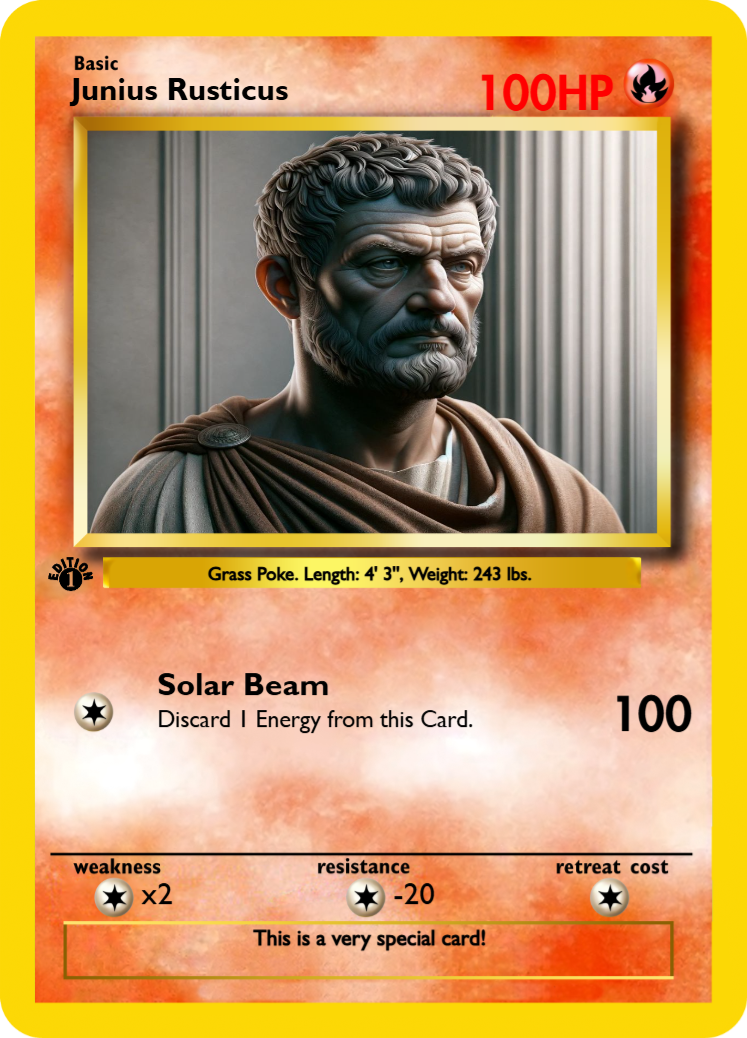 Basic
Junius Rusticus
100HP
EDITION
1
Grass Poke. Length: 4' 3", Weight: 243 lbs.
Solar Beam
Discard 1 Energy from this Card.
100
weakness
resistance
retreat cost
x2
-20
This is a very special card!